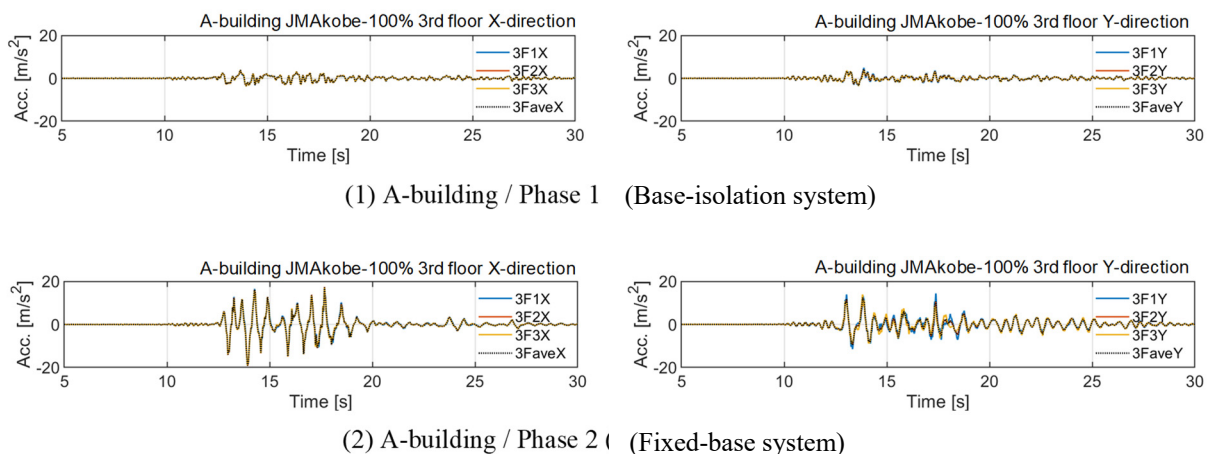 A-building JMAkobe-100% 3rd floor X-direction
20
0
-20
Acc. [m/s²]
3F1X
3F2X
3F3X
3FaveX
5 10 15 20 25 30
Time [s]
A-building JMAkobe-100% 3rd floor Y-direction
20
0
-20
Acc. [m/s²]
3F1Y
3F2Y
3F3Y
3FaveY
5 10 15 20 25 30
Time [s]
(1) A-building / Phase 1 (Base-isolation system)
A-building JMAkobe-100% 3rd floor X-direction
20
0
-20
Acc. [m/s²]
3F1X
3F2X
3F3X
3FaveX
5 10 15 20 25 30
Time [s]
A-building JMAkobe-100% 3rd floor Y-direction
20
0
-20
Acc. [m/s²]
3F1Y
3F2Y
3F3Y
3FaveY
5 10 15 20 25 30
Time [s]
(2) A-building / Phase 2 ( (Fixed-base system)